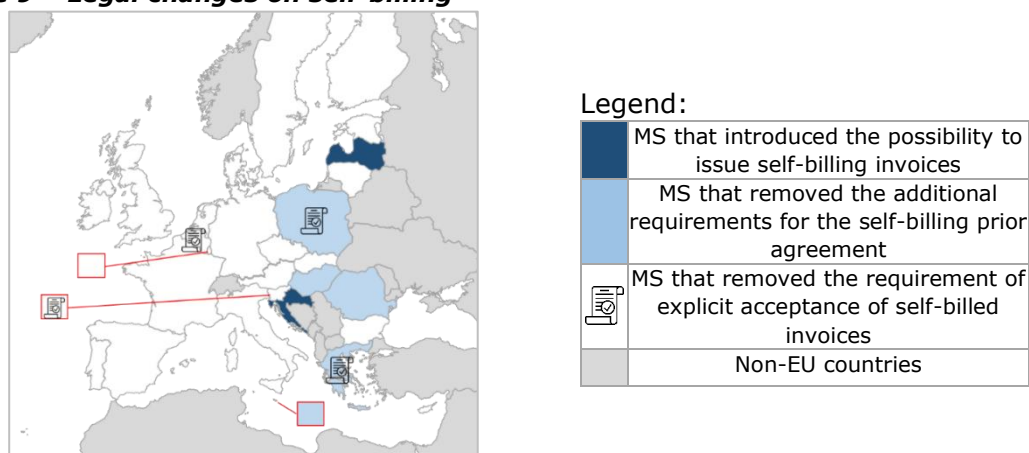 Legal changes on self-billing
Legend:
MS that introduced the possibility to
issue self-billing invoices
MS that removed the additional
requirements for the self-billing prior
agreement
MS that removed the requirement of
explicit acceptance of self-billed
invoices
Non-EU countries